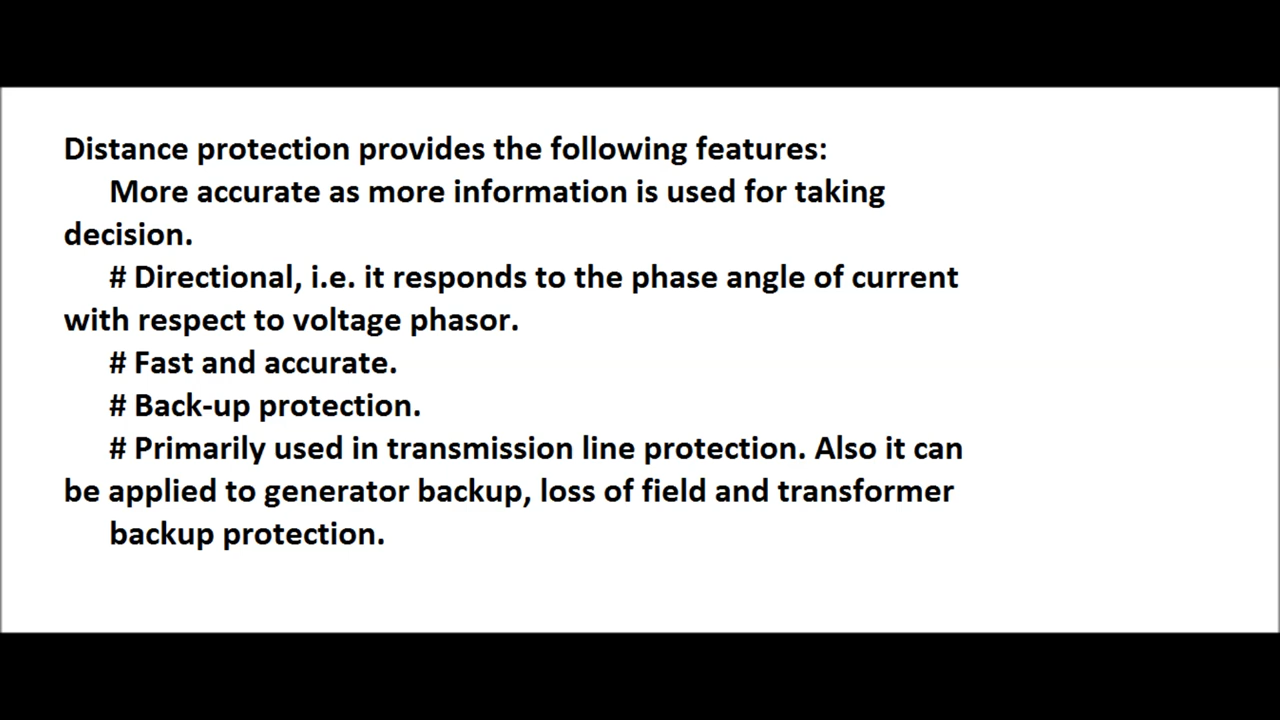 Distance protection provides the following features:
More accurate as more information is used for taking
decision.
# Directional, i.e. it responds to the phase angle of current
with respect to voltage phasor.
# Fast and accurate.
# Back-up protection.
# Primarily used in transmission line protection. Also it can
be applied to generator backup, loss of field and transformer
backup protection.